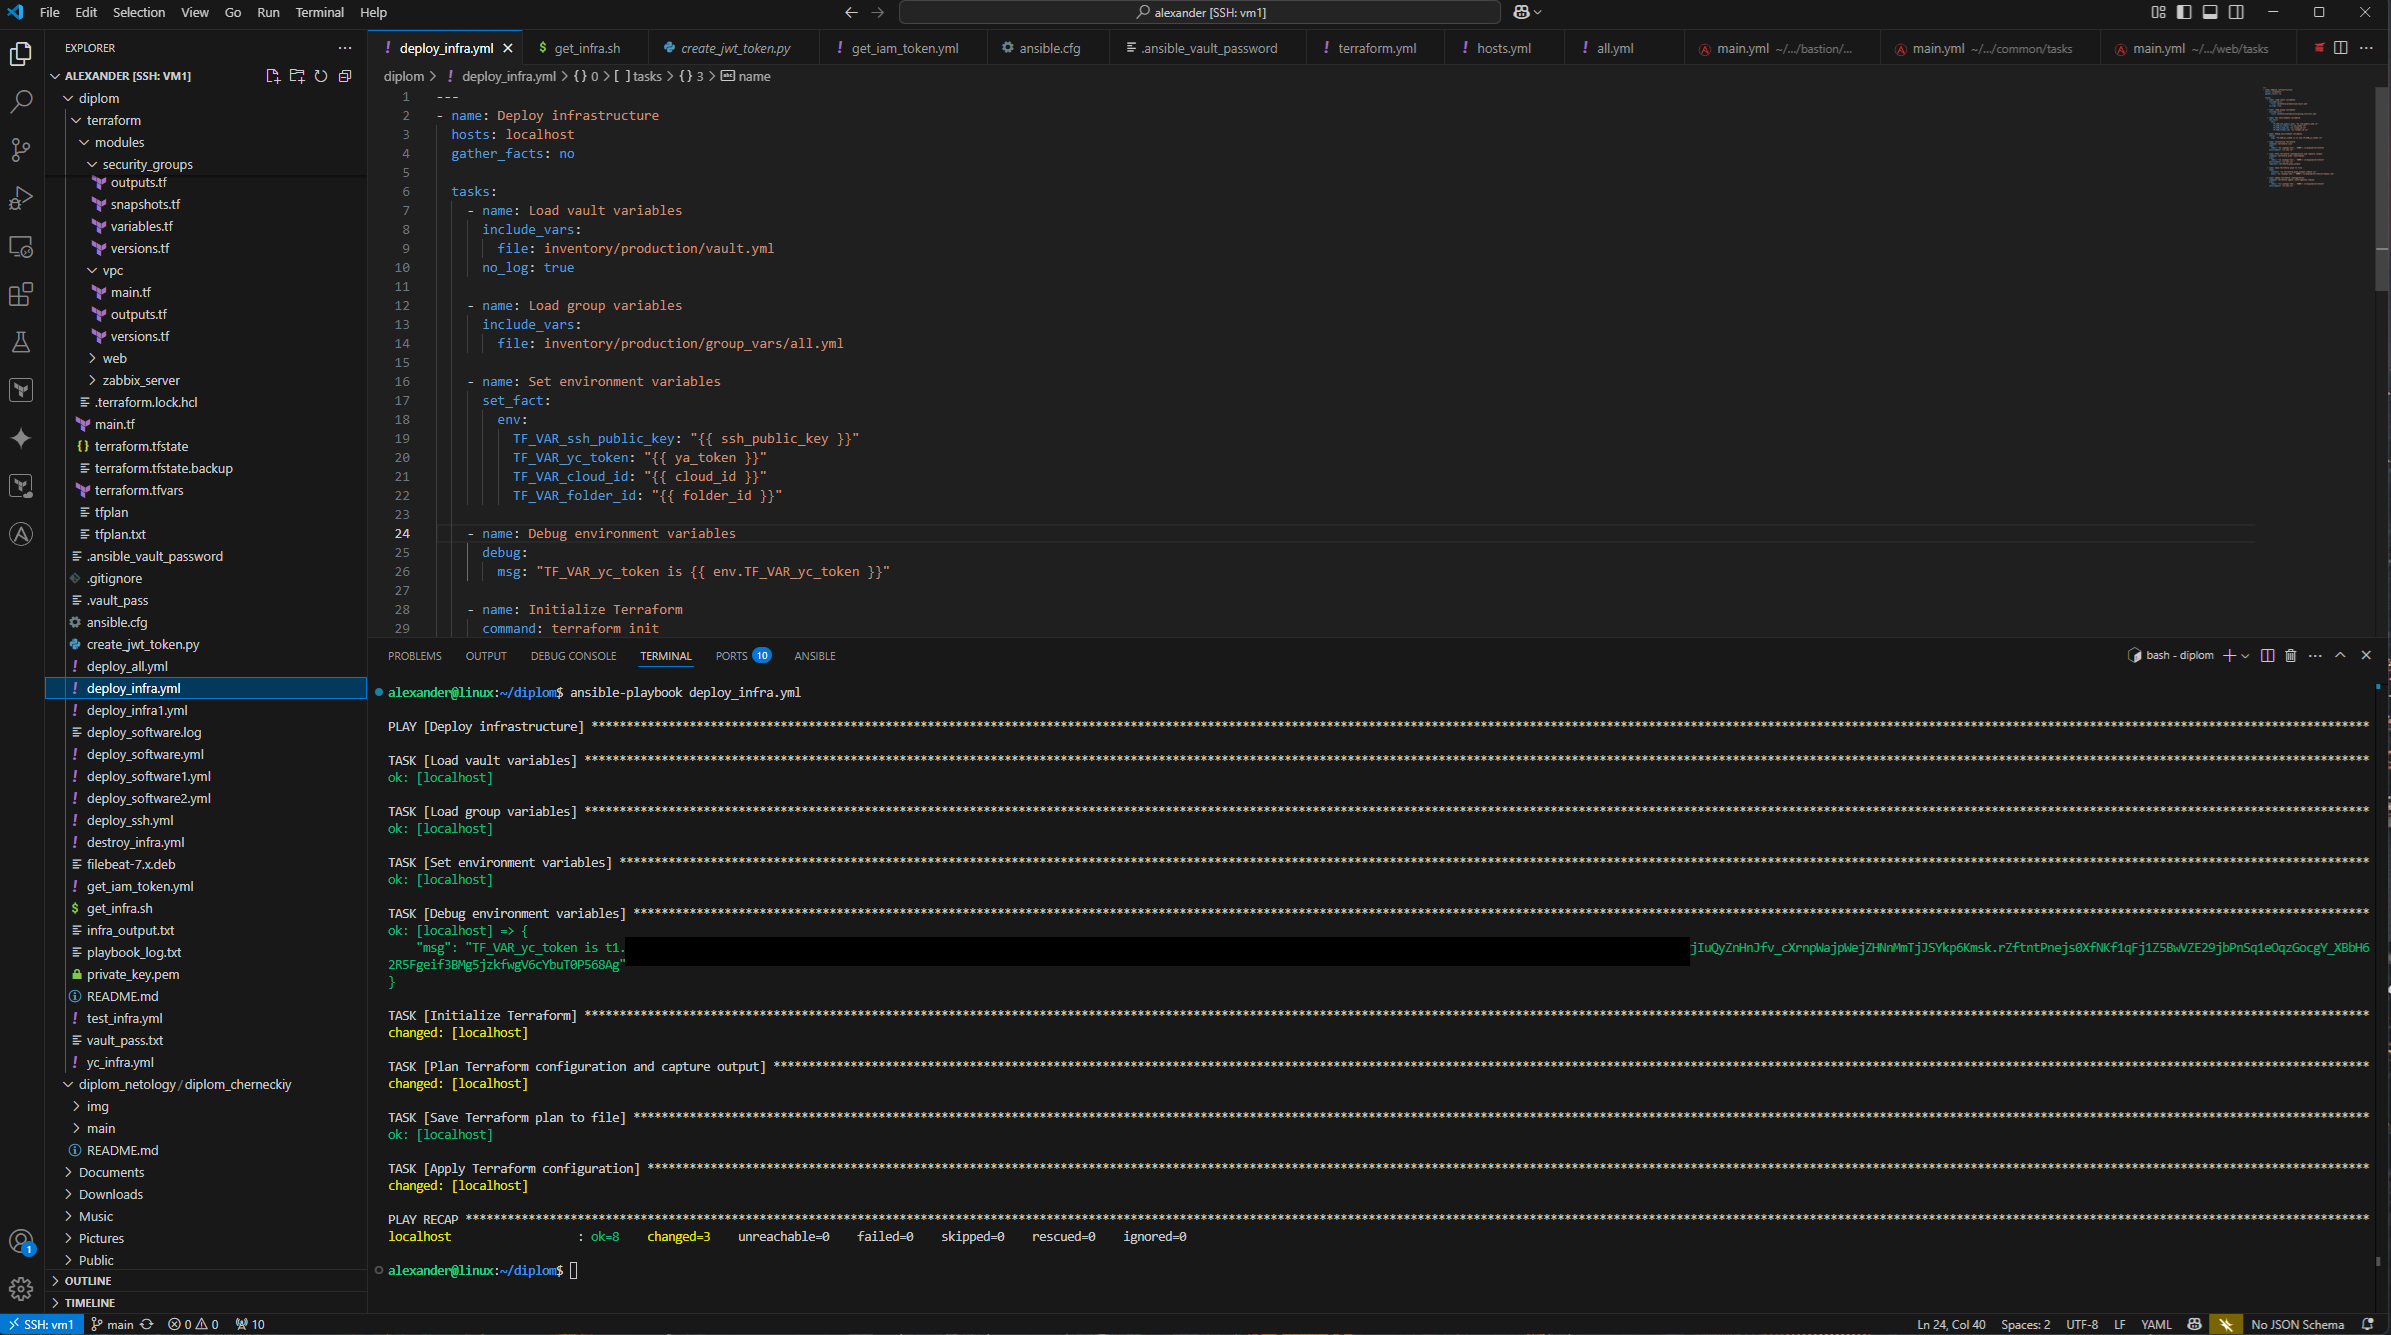 File Edit Selection View Go Run Terminal Help
alexander [SSH: vm1]
EXPLORER
ALEXANDER [SSH: VM1]
diplom
terraform
modules
security_groups
outputs.tf
snapshots.tf
variables.tf
versions.tf
vpc
main.tf
outputs.tf
versions.tf
web
zabbix_server
.terraform.lock.hcl
main.tf
terraform.tfstate
terraform.tfstate.backup
terraform.tfvars
tfplan
tfplan.txt
.ansible_vault_password
.gitignore
.vault_pass
ansible.cfg
create_jwt_token.py
deploy_all.yml
deploy_infra.yml
deploy_infra1.yml
deploy_software.log
deploy_software.yml
deploy_software1.yml
deploy_software2.yml
deploy_ssh.yml
destroy_infra.yml
filebeat-7.x.deb
get_iam_token.yml
get_infra.sh
infra_output.txt
playbook_log.txt
private_key.pem
README.md
test_infra.yml
vault_pass.txt
yc_infra.yml
diplom_netology / diplom_cherneckiy
img
main
README.md
Documents
Downloads
Music
Pictures
Public
OUTLINE
TIMELINE
deploy_infra.yml get_infra.sh create_jwt_token.py get_iam_token.yml ansible.cfg .ansible_vault_password terraform.yml hosts.yml all.yml main.yml ~/.../bastion/... main.yml ~/.../common/tasks main.yml ~/.../web/tasks
diplom > deploy_infra.yml > {} 0 > [ ] tasks > {} 3 > name
1 ---
2 - name: Deploy infrastructure
3 hosts: localhost
4 gather_facts: no
5
6 tasks:
7 - name: Load vault variables
8 include_vars:
9 file: inventory/production/vault.yml
10 no_log: true
11
12 - name: Load group variables
13 include_vars:
14 file: inventory/production/group_vars/all.yml
15
16 - name: Set environment variables
17 set_fact:
18 env:
19 TF_VAR_ssh_public_key: "{{ ssh_public_key }}"
20 TF_VAR_yc_token: "{{ ya_token }}"
21 TF_VAR_cloud_id: "{{ cloud_id }}"
22 TF_VAR_folder_id: "{{ folder_id }}"
23
24 - name: Debug environment variables
25 debug:
26 msg: "TF_VAR_yc_token is {{ env.TF_VAR_yc_token }}"
27
28 - name: Initialize Terraform
29 command: terraform init
PROBLEMS OUTPUT DEBUG CONSOLE TERMINAL PORTS 10 ANSIBLE
bash - diplom
alexander@linux:~/diplom$ ansible-playbook deploy_infra.yml
PLAY [Deploy infrastructure]
TASK [Load vault variables]
ok: [localhost]
TASK [Load group variables]
ok: [localhost]
TASK [Set environment variables]
ok: [localhost]
TASK [Debug environment variables]
ok: [localhost] => {
"msg": "TF_VAR_yc_token is t1.
}
TASK [Initialize Terraform]
changed: [localhost]
TASK [Plan Terraform configuration and capture output]
changed: [localhost]
TASK [Save Terraform plan to file]
ok: [localhost]
TASK [Apply Terraform configuration]
changed: [localhost]
PLAY RECAP
localhost : ok=8 changed=3 unreachable=0 failed=0 skipped=0 rescued=0 ignored=0
alexander@linux:~/diplom$
1
SSH: vm1 main 0 0 10
Ln 24, Col 40 Spaces: 2 UTF-8 LF YAML No JSON Schema